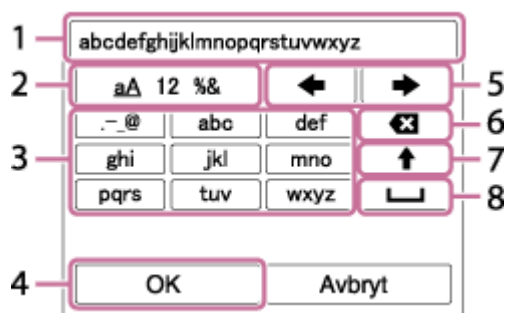 1 abcdefghijklmnopqrstuvwxyz
2 aA 12 %& 5
.-_@ abc def 6
3 ghi jkl mno 7
pqrs tuv wxyz 8
4 OK Avbryt